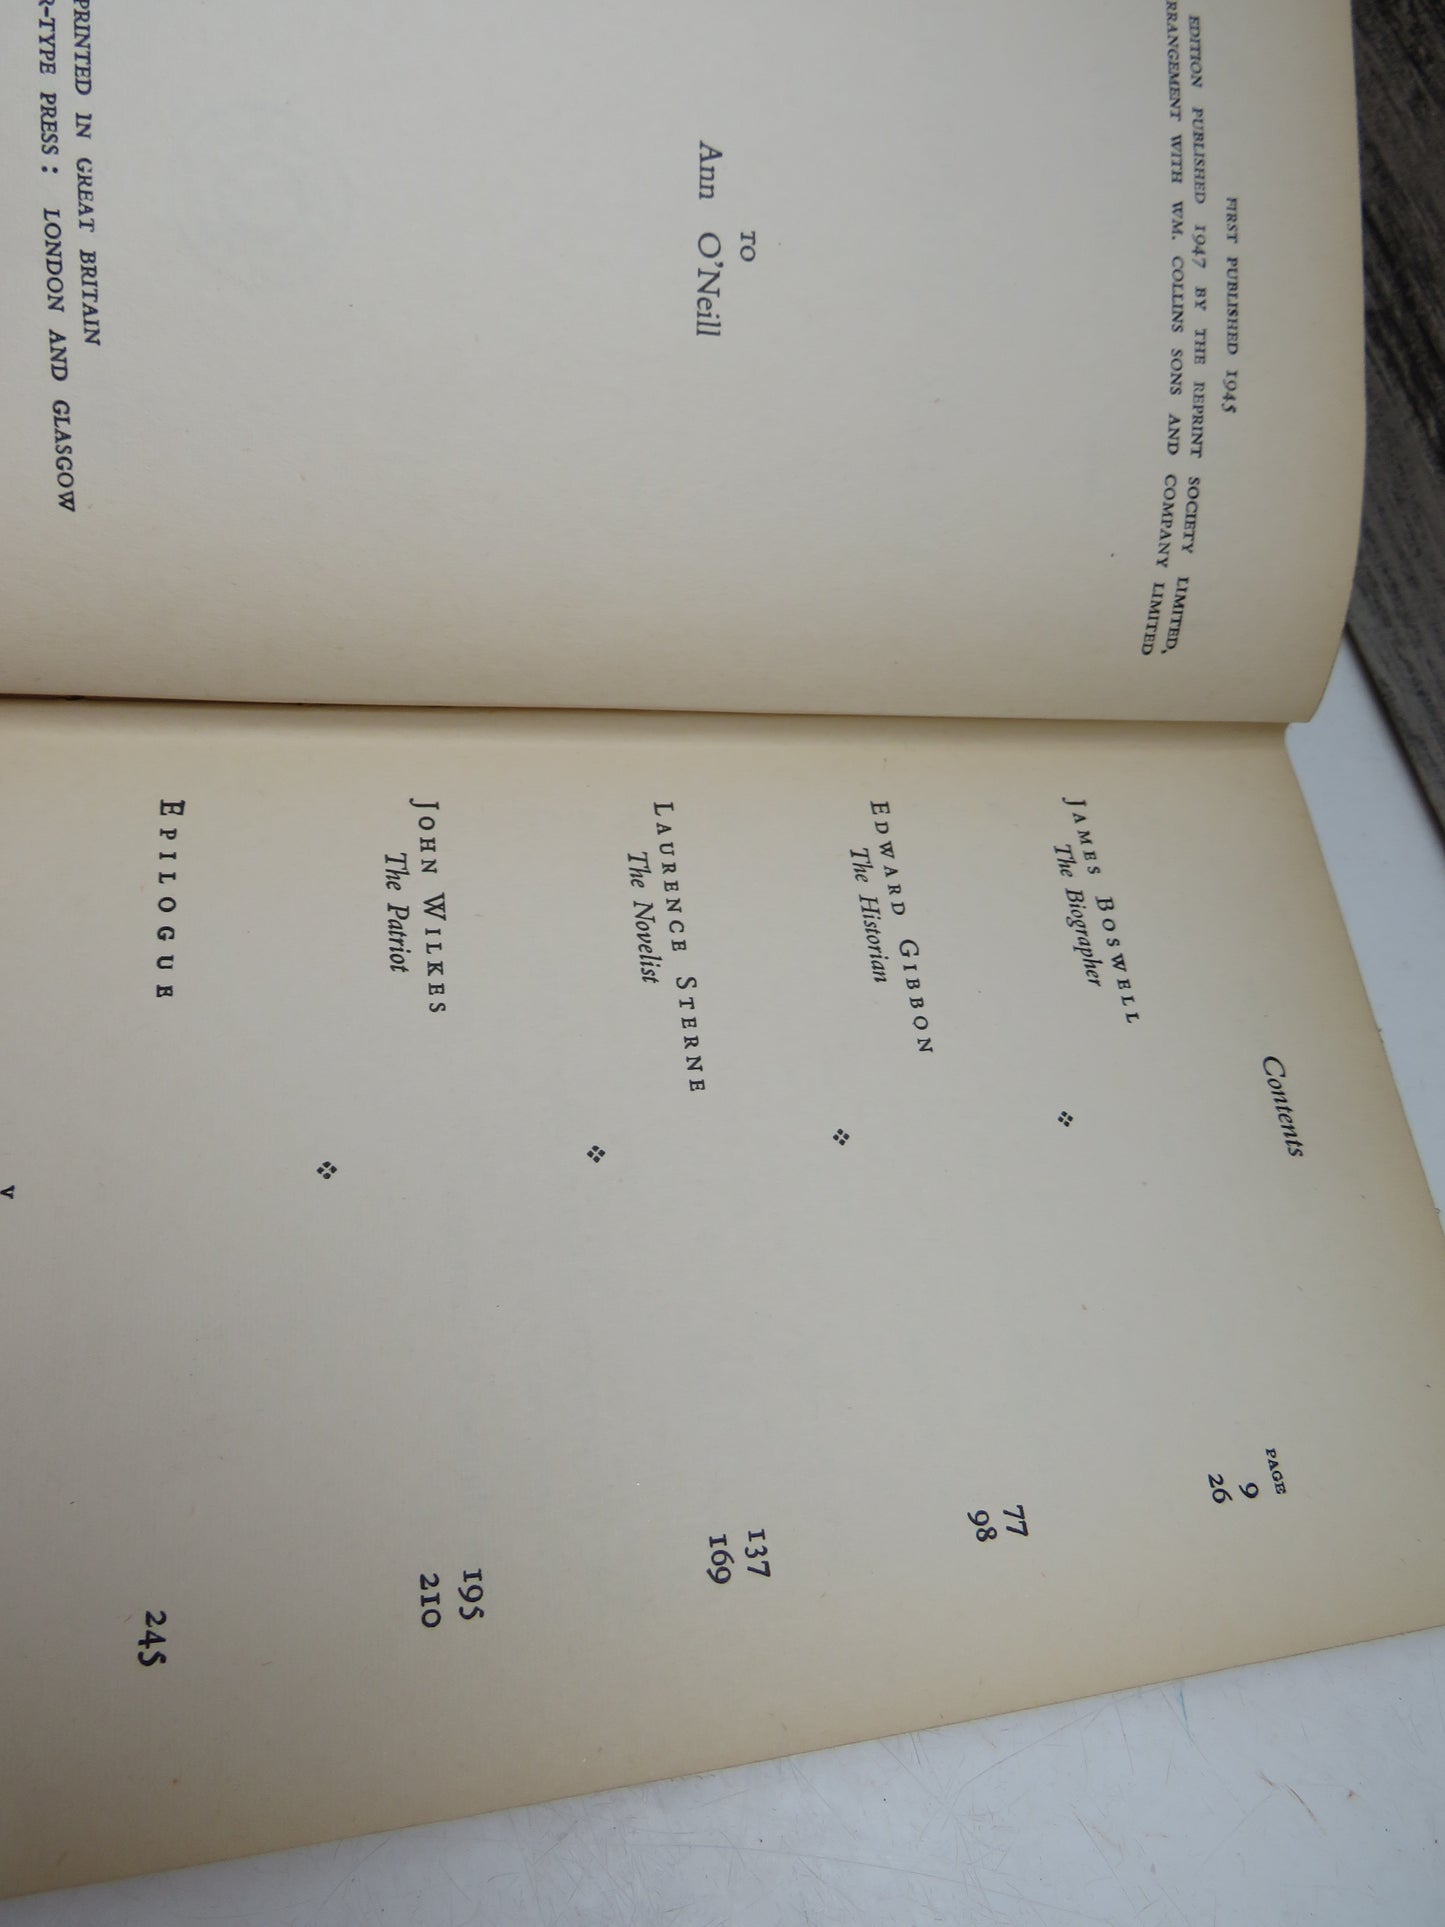 FIRST PUBLISHED 1945
EDITION PUBLISHED 1947 BY THE REPRINT SOCIETY LIMITED,
WITH WM. COLLINS SONS AND COMPANY LIMITED
TO
Ann O'Neill
PRINTED IN GREAT BRITAIN
PRESS: LONDON AND GLASGOW
Contents
PAGE
JAMES BOSWELL 9
The Biographer 26
EDWARD GIBBON 77
The Historian 98
LAURENCE STERNE 137
The Novelist 169
JOHN WILKES 195
The Patriot 210
EPILOGUE 245
v